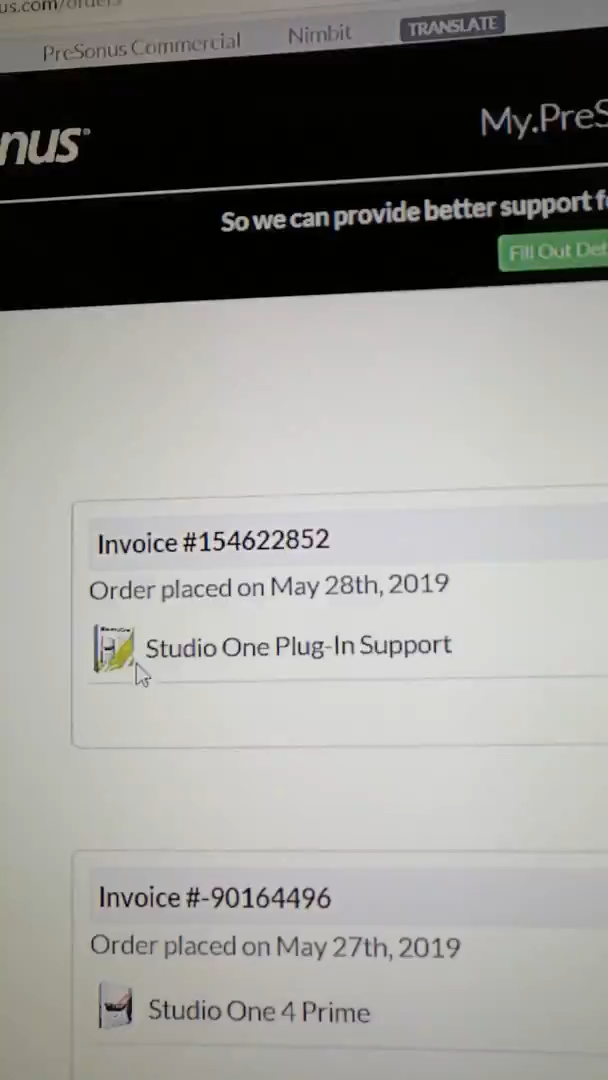 PreSonus Commercial Nimbit TRANSLATE
My.PreS
So we can provide better support f
Fill Out Det
Invoice #154622852
Order placed on May 28th, 2019
Studio One Plug-In Support
Invoice #-90164496
Order placed on May 27th, 2019
Studio One 4 Prime